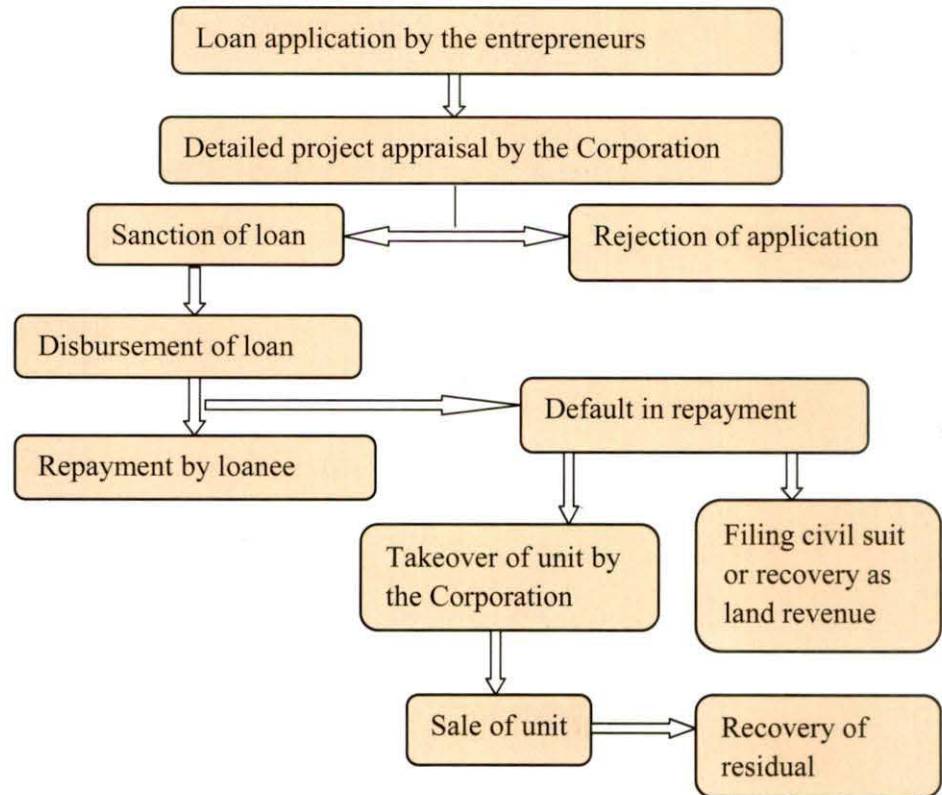 Loan application by the entrepreneurs
Detailed project appraisal by the Corporation
Sanction of loan
Rejection of application
Disbursement of loan
Default in repayment
Repayment by loanee
Takeover of unit by
the Corporation
Filing civil suit
or recovery as
land revenue
Sale of unit
Recovery of
residual